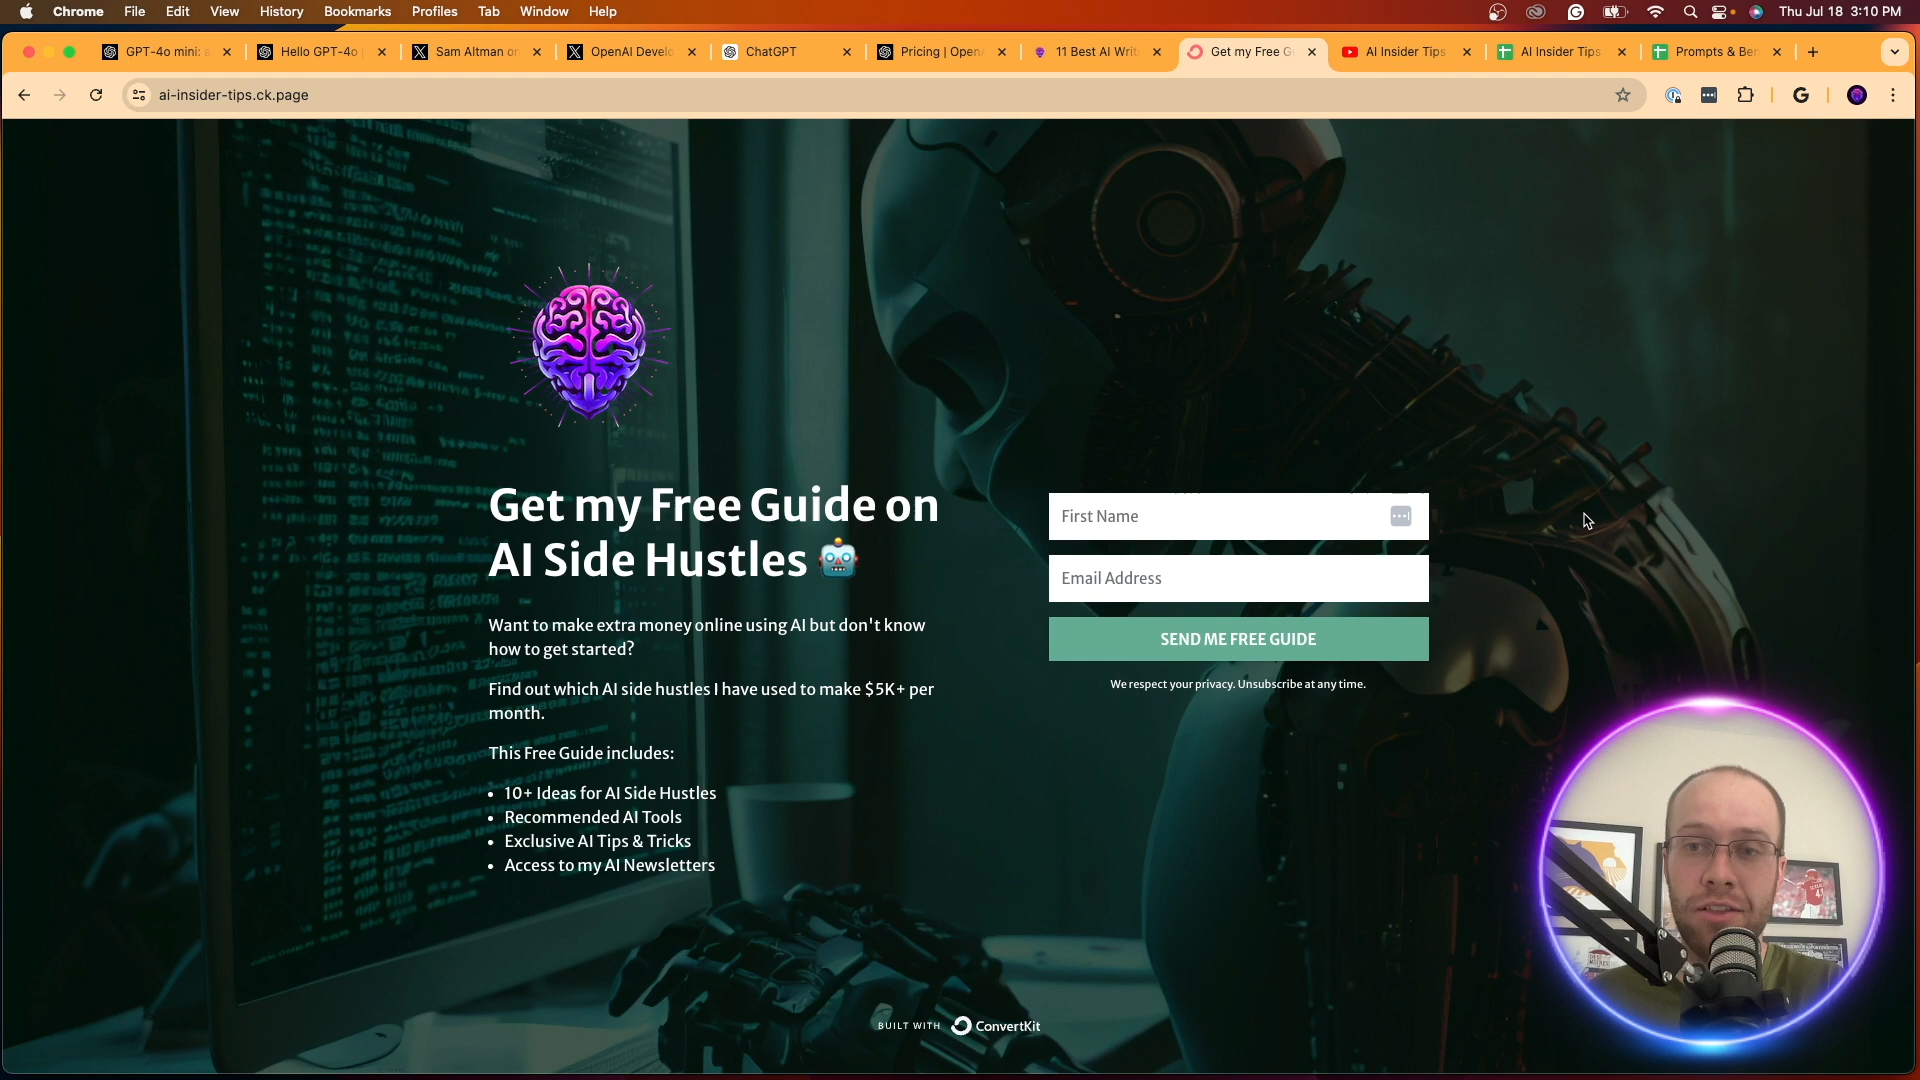 Chrome File Edit View History Bookmarks Profiles Tab Window Help
Thu Jul 18 3:10 PM
GPT-4o mini:
Hello GPT-4o
Sam Altman on
OpenAI Develo
ChatGPT
Pricing | OpenA
11 Best AI Writ
Get my Free G
AI Insider Tips
AI Insider Tips
Prompts & Ben
ai-insider-tips.ck.page
Get my Free Guide on
AI Side Hustles
Want to make extra money online using AI but don't know
how to get started?
Find out which AI side hustles I have used to make $5K+ per
month.
This Free Guide includes:
• 10+ Ideas for AI Side Hustles
• Recommended AI Tools
• Exclusive AI Tips & Tricks
• Access to my AI Newsletters
First Name
Email Address
SEND ME FREE GUIDE
We respect your privacy. Unsubscribe at any time.
BUILT WITH ConvertKit